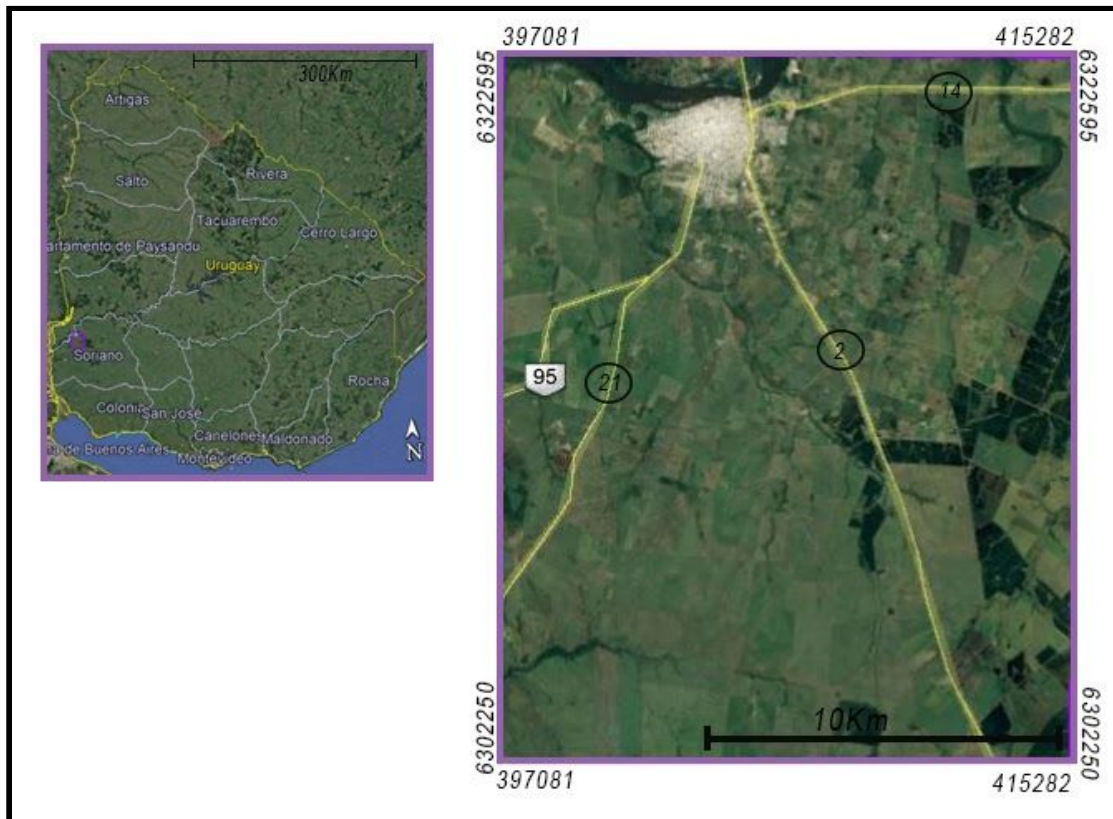 300Km
Artigas
Salto
Rivera
Tacuarembo
Cerro Largo
artamento de Paysandu
Uruguay
Soriano
Rocha
Colonia
San José
Canelones
Maldonado
a de Buenos Aires
Montevideo
N
397081
415282
6322595
6322595
14
2
95
21
10Km
6302250
6302250
397081
415282